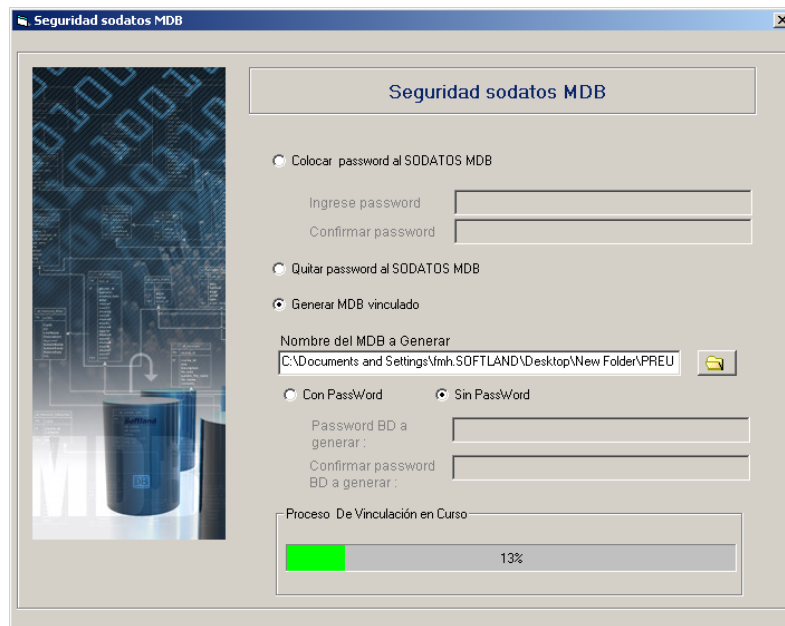 Seguridad sodatos MDB
Seguridad sodatos MDB
Colocar password al SODATOS MDB
Ingrese password
Confirmar password
Quitar password al SODATOS MDB
Generar MDB vinculado
Nombre del MDB a Generar
C:\Documents and Settings\fmh.SOFTLAND\Desktop\New Folder\PREU
Con PassWord
Sin PassWord
Password BD a
generar :
Confirmar password
BD a generar :
Proceso De Vinculación en Curso
13%
Softland
DB